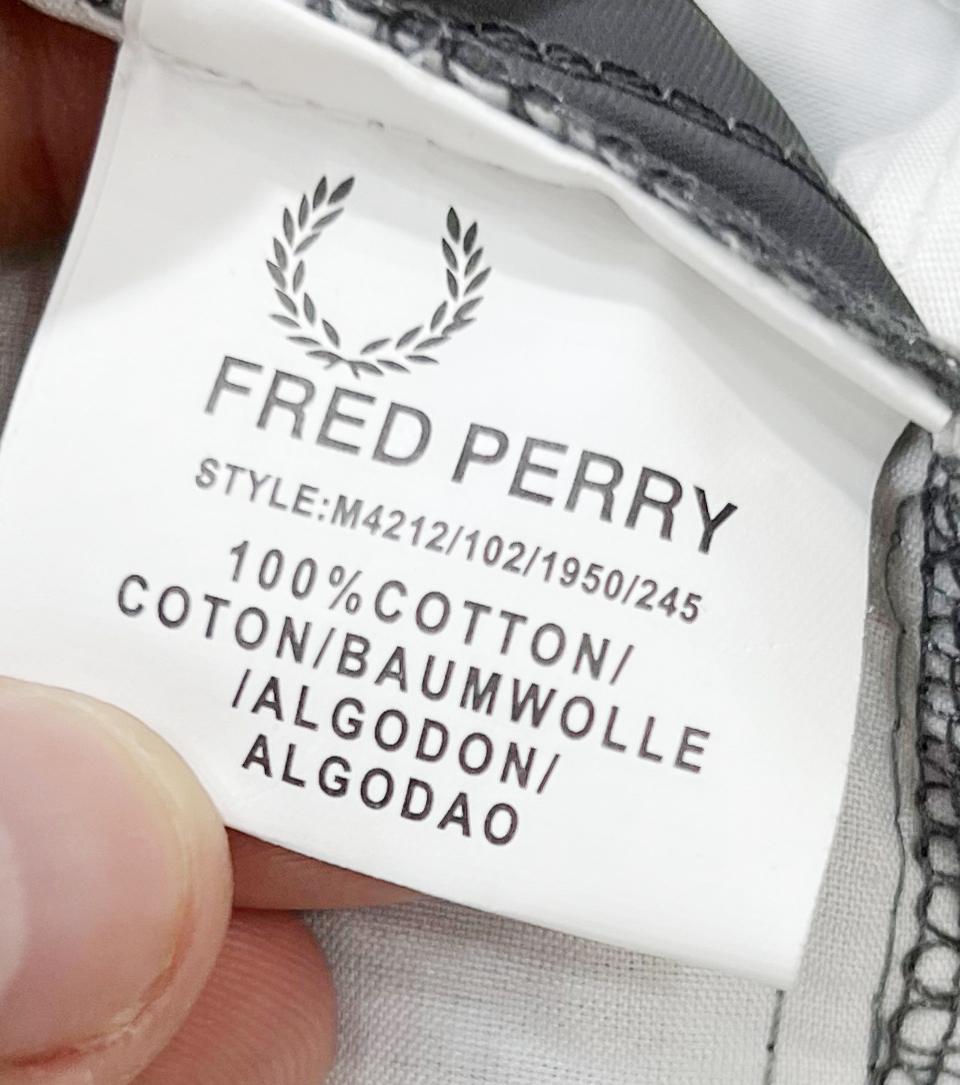 FRED PERRY
STYLE:M4212/102/1950/245
100%COTTON/
COTON/BAUMWOLLE
/ALGODON/
ALGODAO